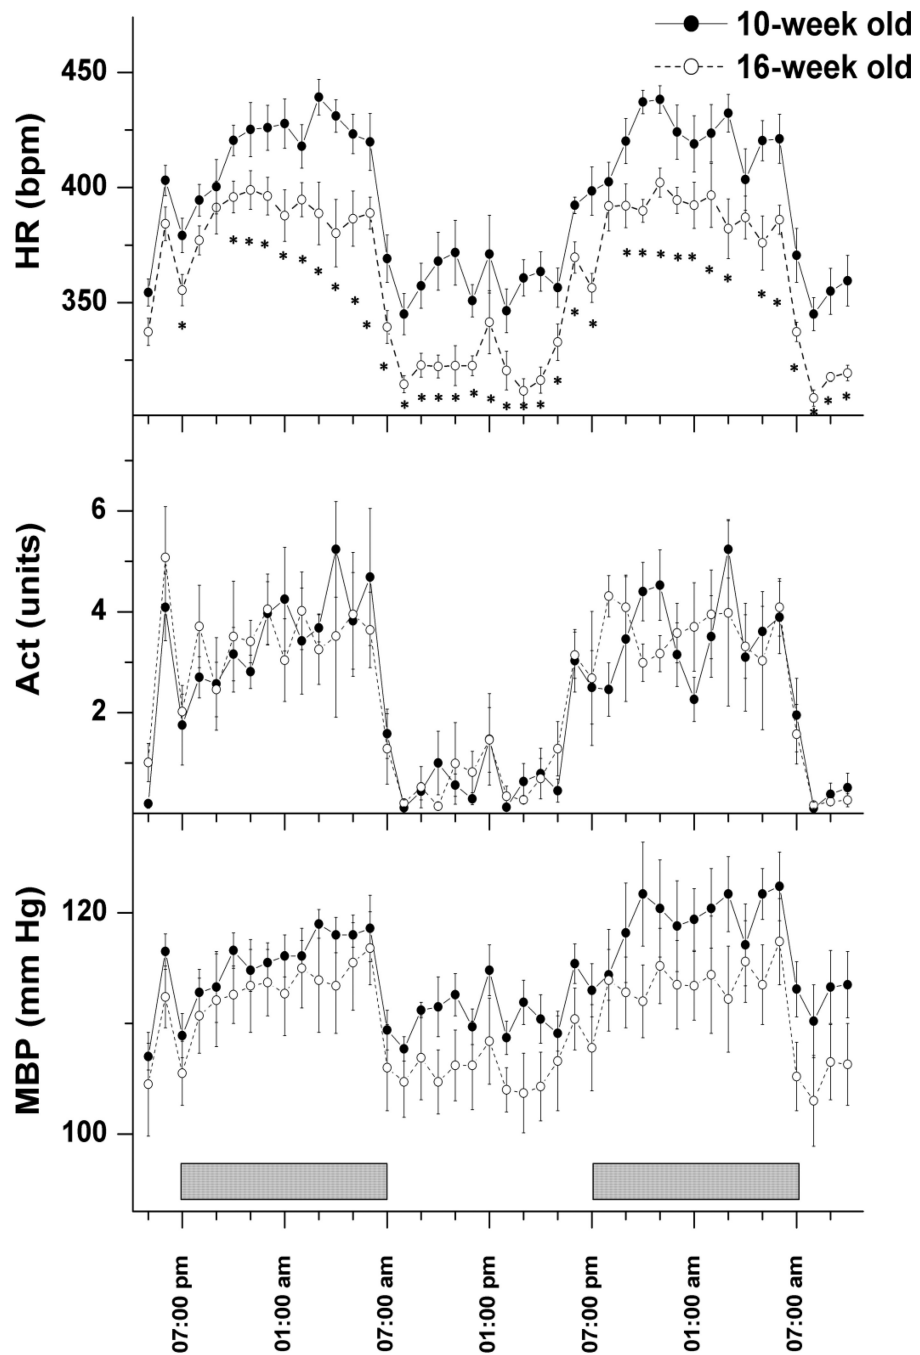 10-week old
16-week old
HR (bpm)
450
400
350
* * * * * * * * * * * * * * * * * * * * * * * * * * * * * * * * * * * * *
Act (units)
6
4
2
MBP (mm Hg)
120
100
07:00 pm
01:00 am
07:00 am
01:00 pm
07:00 pm
01:00 am
07:00 am